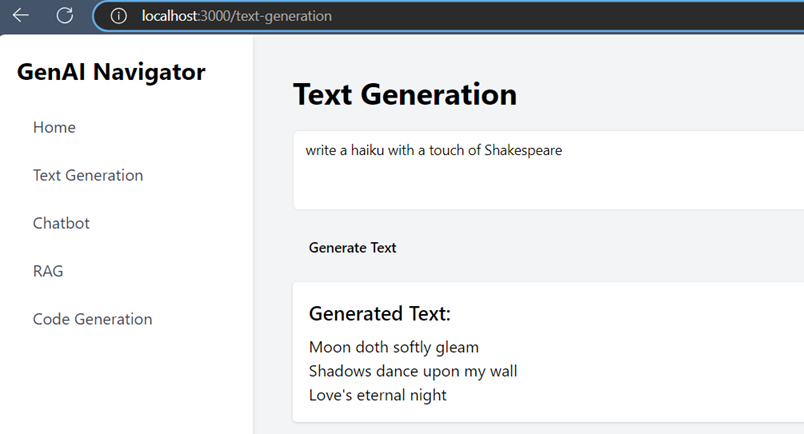 localhost:3000/text-generation
GenAI Navigator
Home
Text Generation
Chatbot
RAG
Code Generation
Text Generation
write a haiku with a touch of Shakespeare
Generate Text
Generated Text:
Moon doth softly gleam
Shadows dance upon my wall
Love's eternal night